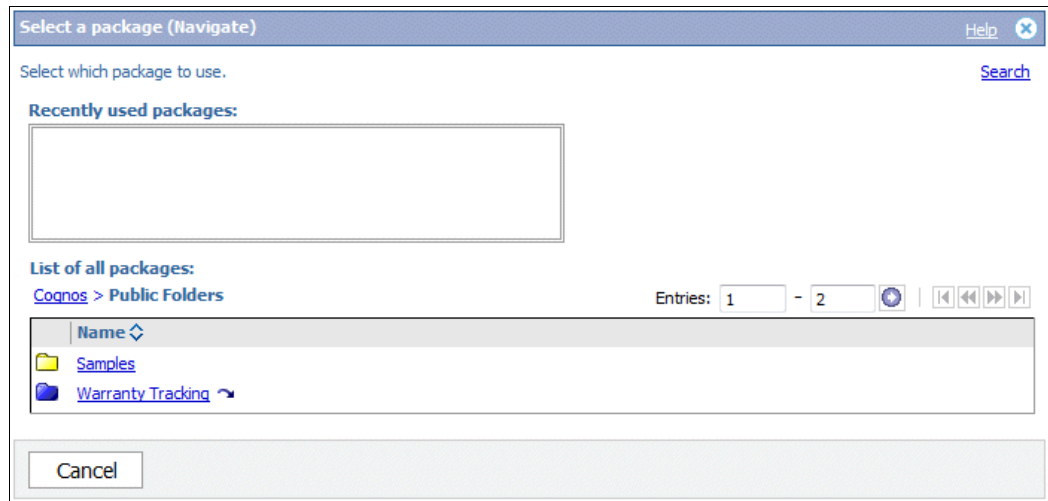 Select a package (Navigate) Help
Select which package to use. Search
Recently used packages:
List of all packages:
Cognos > Public Folders Entries: 1 - 2
Name
Samples
Warranty Tracking
Cancel